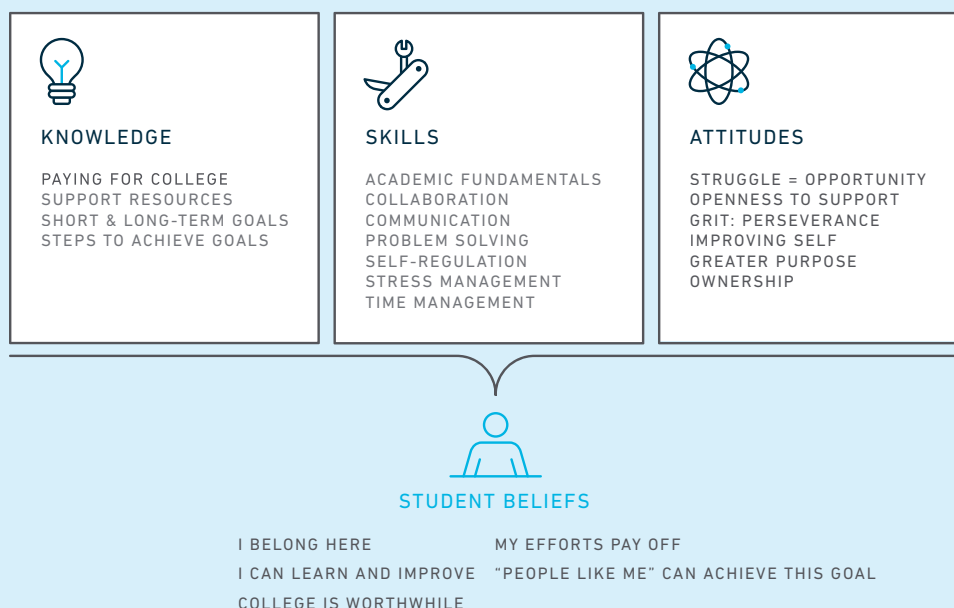 KNOWLEDGE
PAYING FOR COLLEGE
SUPPORT RESOURCES
SHORT & LONG-TERM GOALS
STEPS TO ACHIEVE GOALS
SKILLS
ACADEMIC FUNDAMENTALS
COLLABORATION
COMMUNICATION
PROBLEM SOLVING
SELF-REGULATION
STRESS MANAGEMENT
TIME MANAGEMENT
ATTITUDES
STRUGGLE = OPPORTUNITY
OPENNESS TO SUPPORT
GRIT: PERSEVERANCE
IMPROVING SELF
GREATER PURPOSE
OWNERSHIP
STUDENT BELIEFS
I BELONG HERE
I CAN LEARN AND IMPROVE
COLLEGE IS WORTHWHILE
MY EFFORTS PAY OFF
“PEOPLE LIKE ME” CAN ACHIEVE THIS GOAL